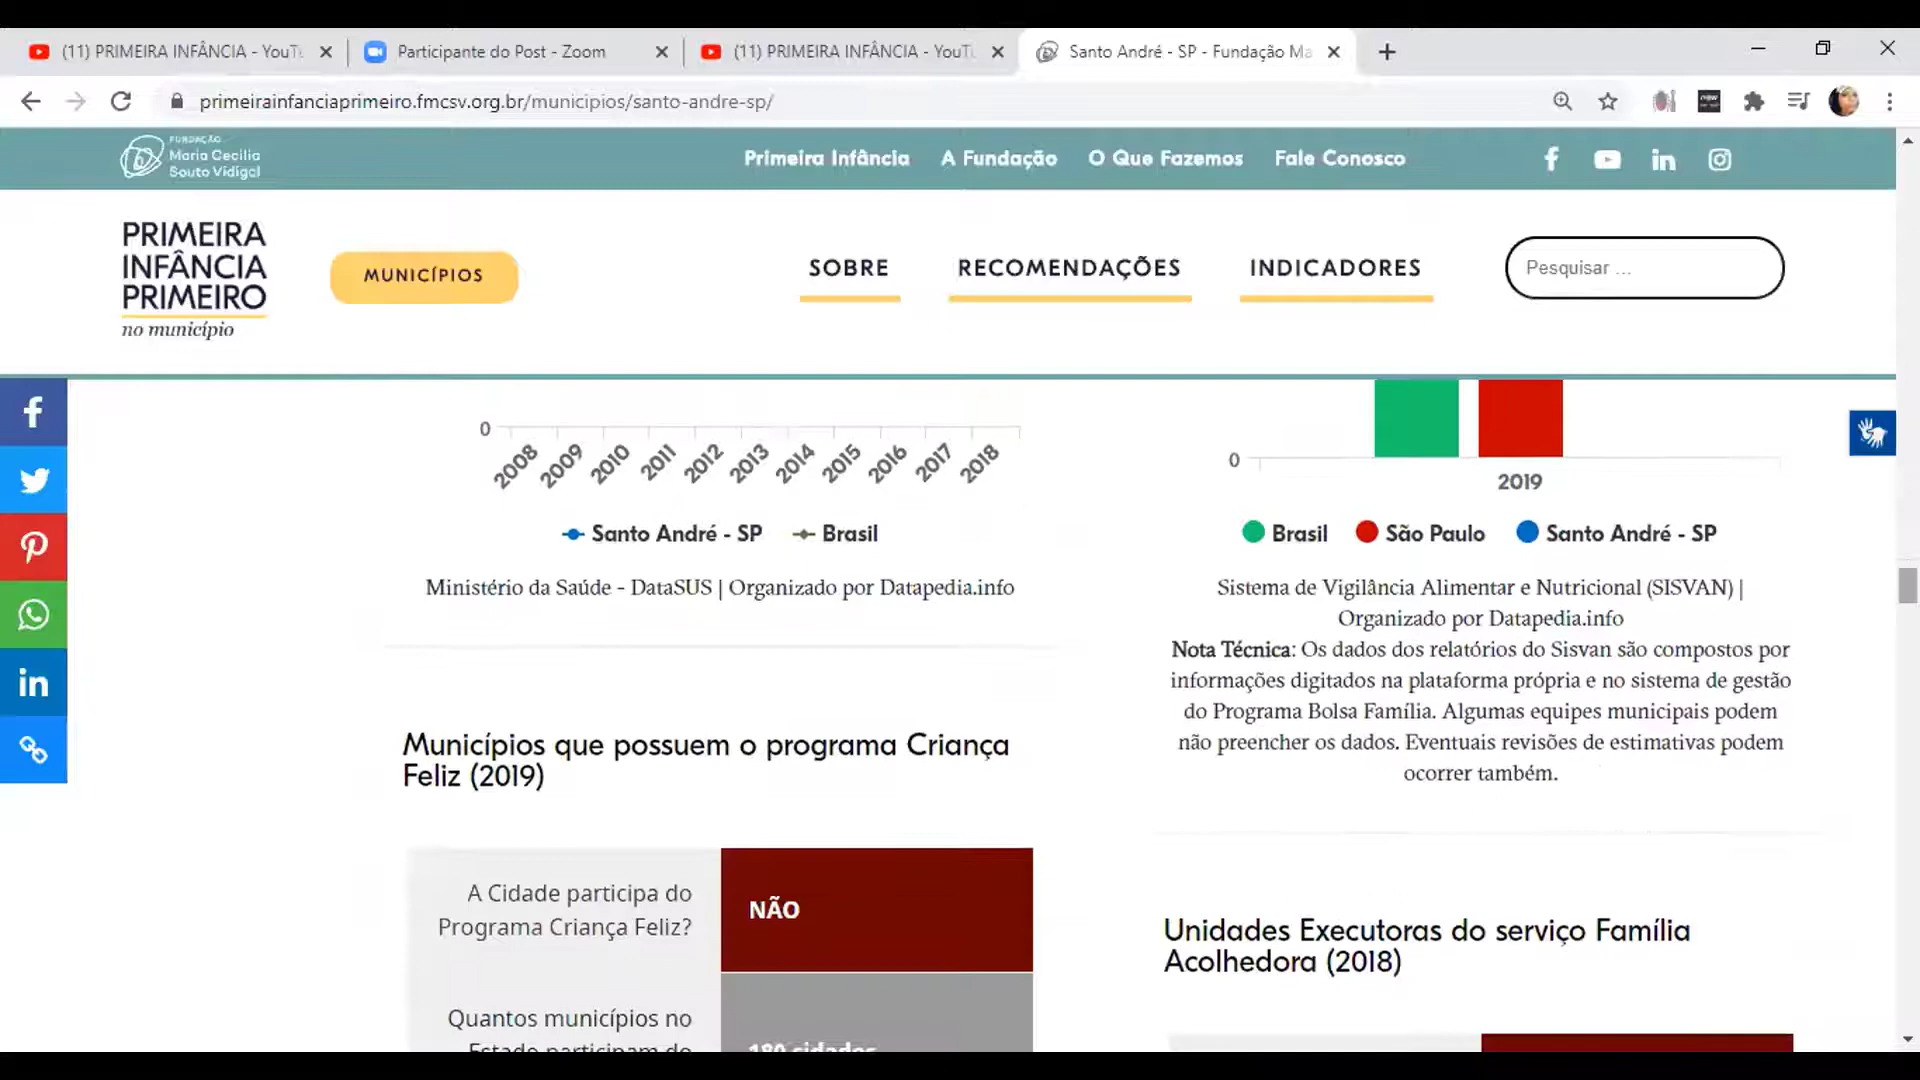 (11) PRIMEIRA INFÂNCIA - YouTu
Participante do Post - Zoom
(11) PRIMEIRA INFÂNCIA - YouTu
Santo André - SP - Fundação Ma
primeirainfanciaprimeiro.fmcsv.org.br/municipios/santo-andre-sp/
FUNDAÇÃO
Maria Cecilia
Souto Vidigal
Primeira Infância
A Fundação
O Que Fazemos
Fale Conosco
PRIMEIRA
INFÂNCIA
PRIMEIRO
no município
MUNICÍPIOS
SOBRE
RECOMENDAÇÕES
INDICADORES
Pesquisar ...
0
2008 2009 2010 2011 2012 2013 2014 2015 2016 2017 2018
Santo André - SP Brasil
Ministério da Saúde - DataSUS | Organizado por Datapedia.info
Municípios que possuem o programa Criança
Feliz (2019)
A Cidade participa do
Programa Criança Feliz?
NÃO
Quantos municípios no
Estado participam do
180 cidades
0
2019
Brasil São Paulo Santo André - SP
Sistema de Vigilância Alimentar e Nutricional (SISVAN) |
Organizado por Datapedia.info
Nota Técnica: Os dados dos relatórios do Sisvan são compostos por
informações digitados na plataforma própria e no sistema de gestão
do Programa Bolsa Família. Algumas equipes municipais podem
não preencher os dados. Eventuais revisões de estimativas podem
ocorrer também.
Unidades Executoras do serviço Família
Acolhedora (2018)